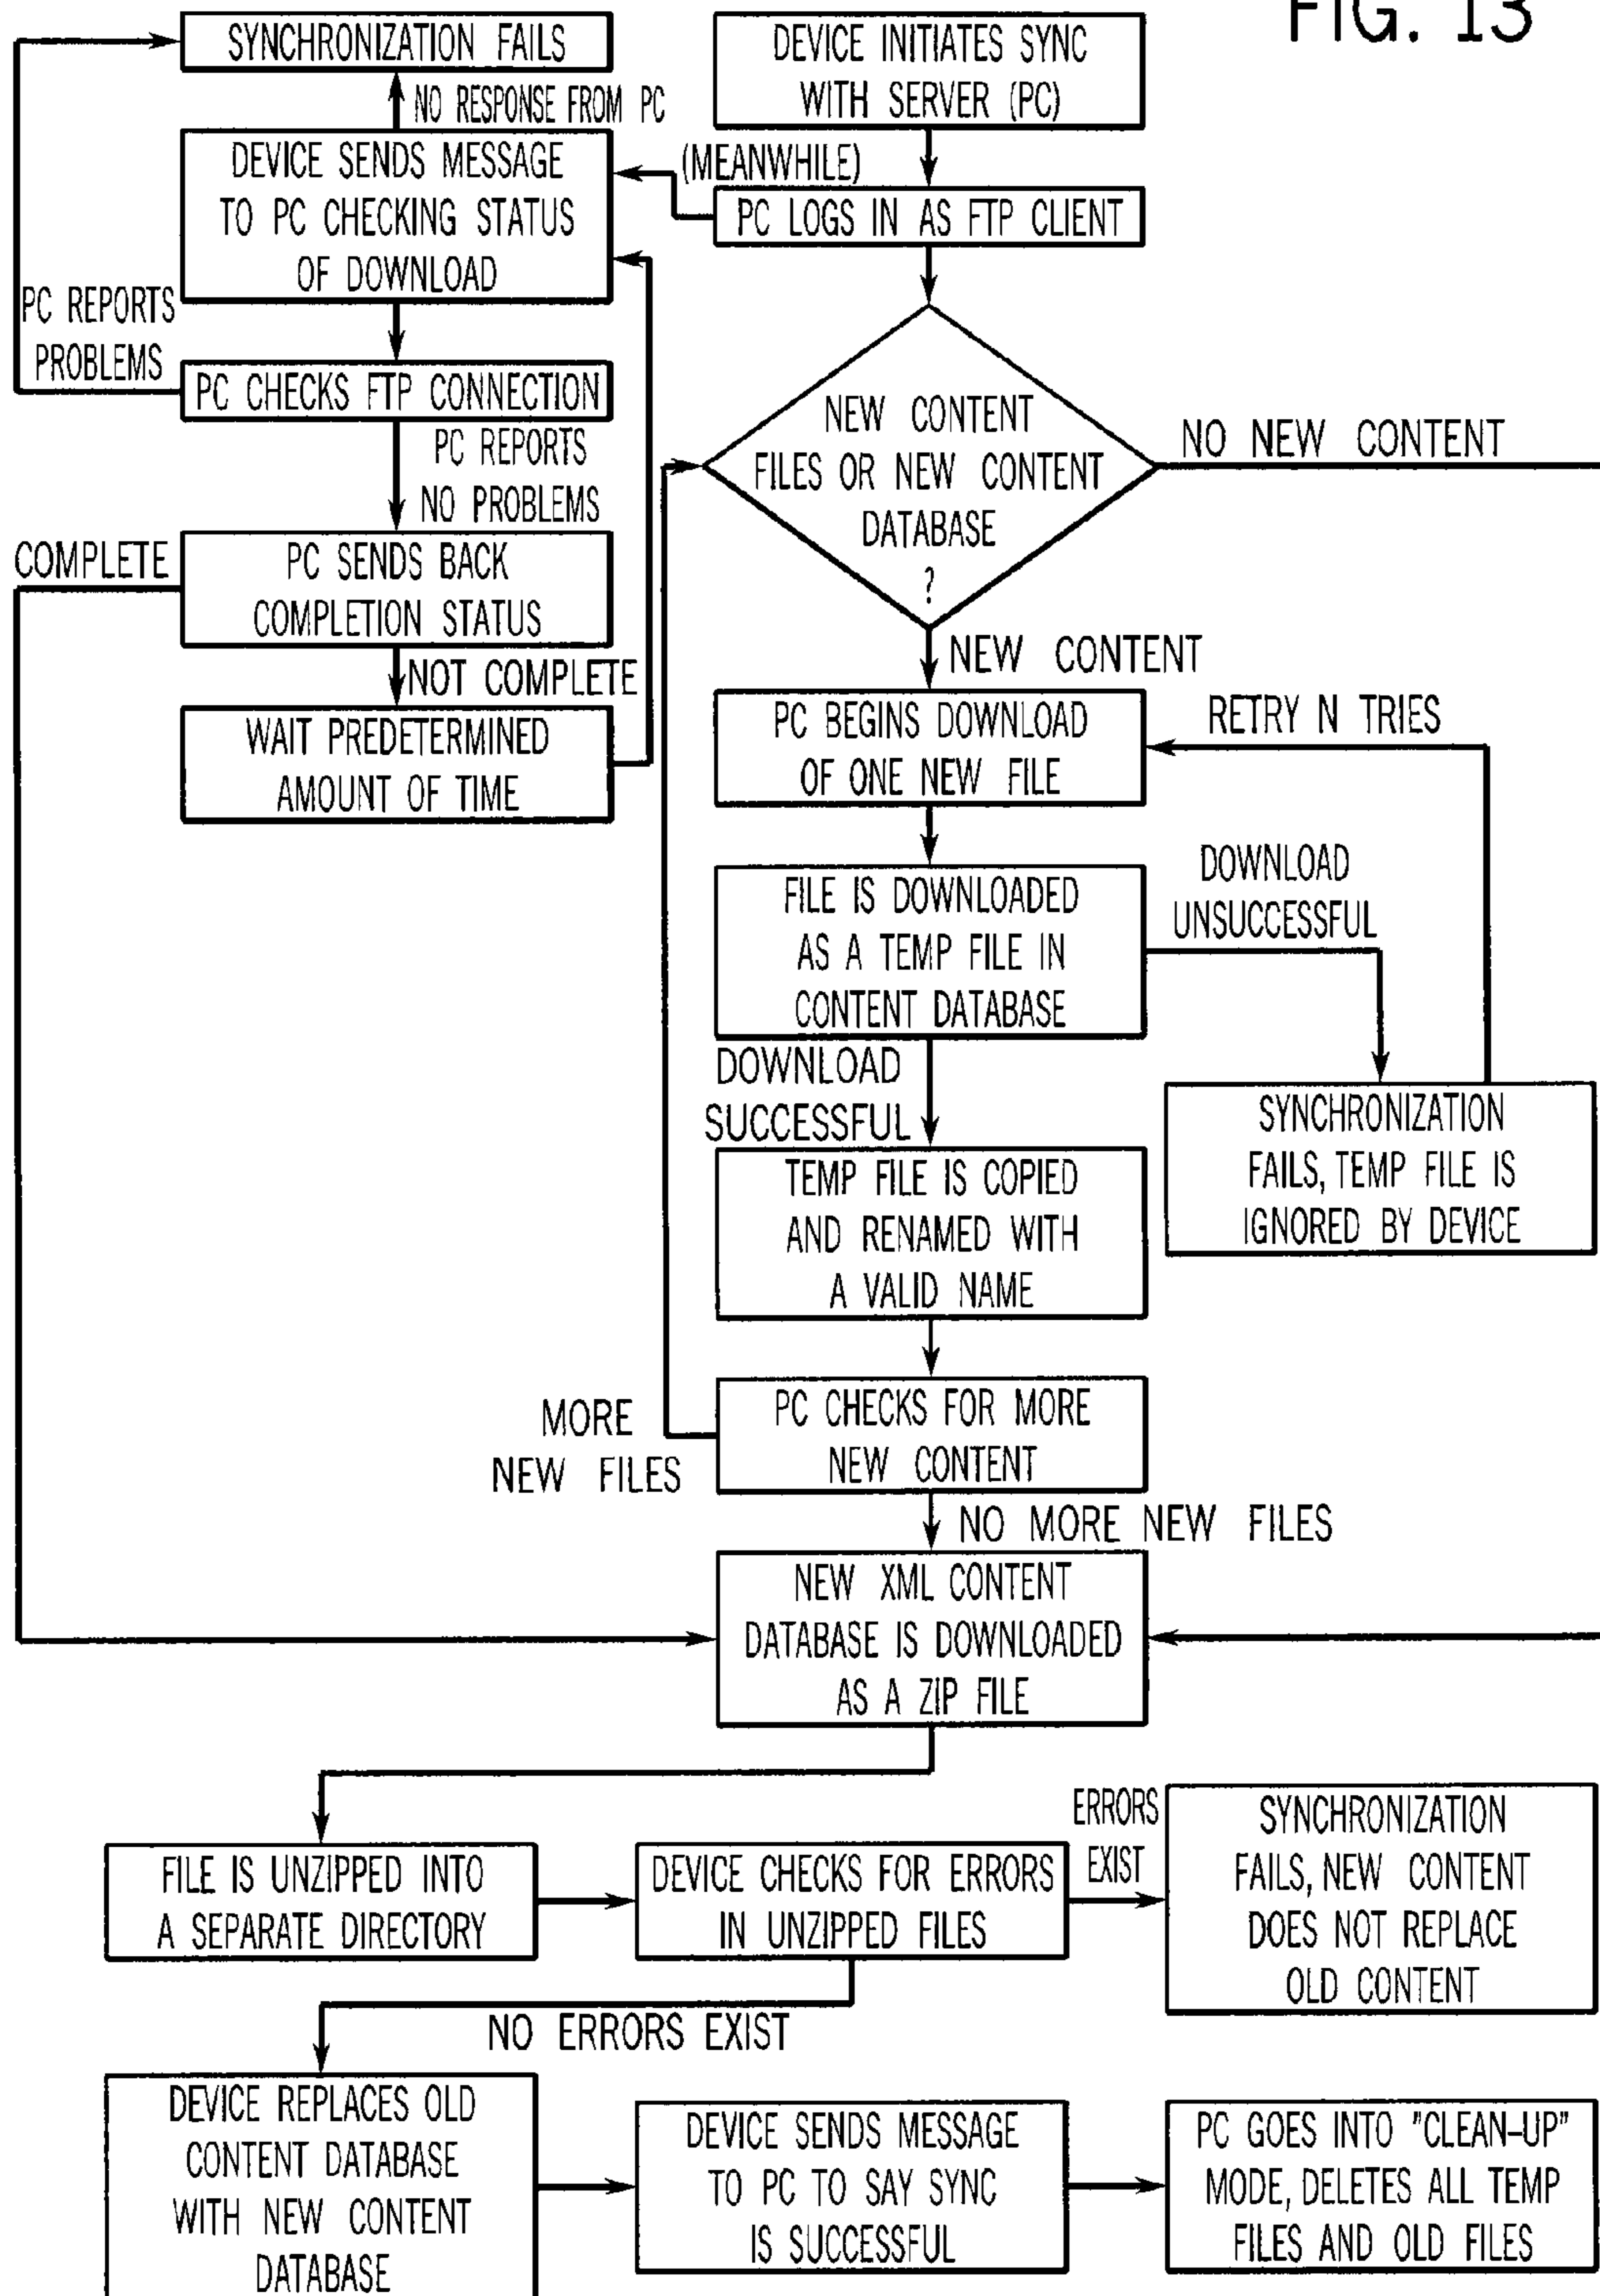 FIG. 13
SYNCHRONIZATION FAILS
DEVICE INITIATES SYNC
WITH SERVER (PC)
NO RESPONSE FROM PC
DEVICE SENDS MESSAGE
TO PC CHECKING STATUS
OF DOWNLOAD
(MEANWHILE)
PC LOGS IN AS FTP CLIENT
PC REPORTS
PROBLEMS
PC CHECKS FTP CONNECTION
PC REPORTS
NO PROBLEMS
NEW CONTENT
FILES OR NEW CONTENT
DATABASE
?
NO NEW CONTENT
COMPLETE
PC SENDS BACK
COMPLETION STATUS
NOT COMPLETE
WAIT PREDETERMINED
AMOUNT OF TIME
NEW CONTENT
PC BEGINS DOWNLOAD
OF ONE NEW FILE
RETRY N TRIES
FILE IS DOWNLOADED
AS A TEMP FILE IN
CONTENT DATABASE
DOWNLOAD
UNSUCCESSFUL
DOWNLOAD
SUCCESSFUL
SYNCHRONIZATION
FAILS, TEMP FILE IS
IGNORED BY DEVICE
TEMP FILE IS COPIED
AND RENAMED WITH
A VALID NAME
MORE
NEW FILES
PC CHECKS FOR MORE
NEW CONTENT
NO MORE NEW FILES
NEW XML CONTENT
DATABASE IS DOWNLOADED
AS A ZIP FILE
FILE IS UNZIPPED INTO
A SEPARATE DIRECTORY
DEVICE CHECKS FOR ERRORS
IN UNZIPPED FILES
ERRORS
EXIST
SYNCHRONIZATION
FAILS, NEW CONTENT
DOES NOT REPLACE
OLD CONTENT
NO ERRORS EXIST
DEVICE REPLACES OLD
CONTENT DATABASE
WITH NEW CONTENT
DATABASE
DEVICE SENDS MESSAGE
TO PC TO SAY SYNC
IS SUCCESSFUL
PC GOES INTO "CLEAN-UP"
MODE, DELETES ALL TEMP
FILES AND OLD FILES